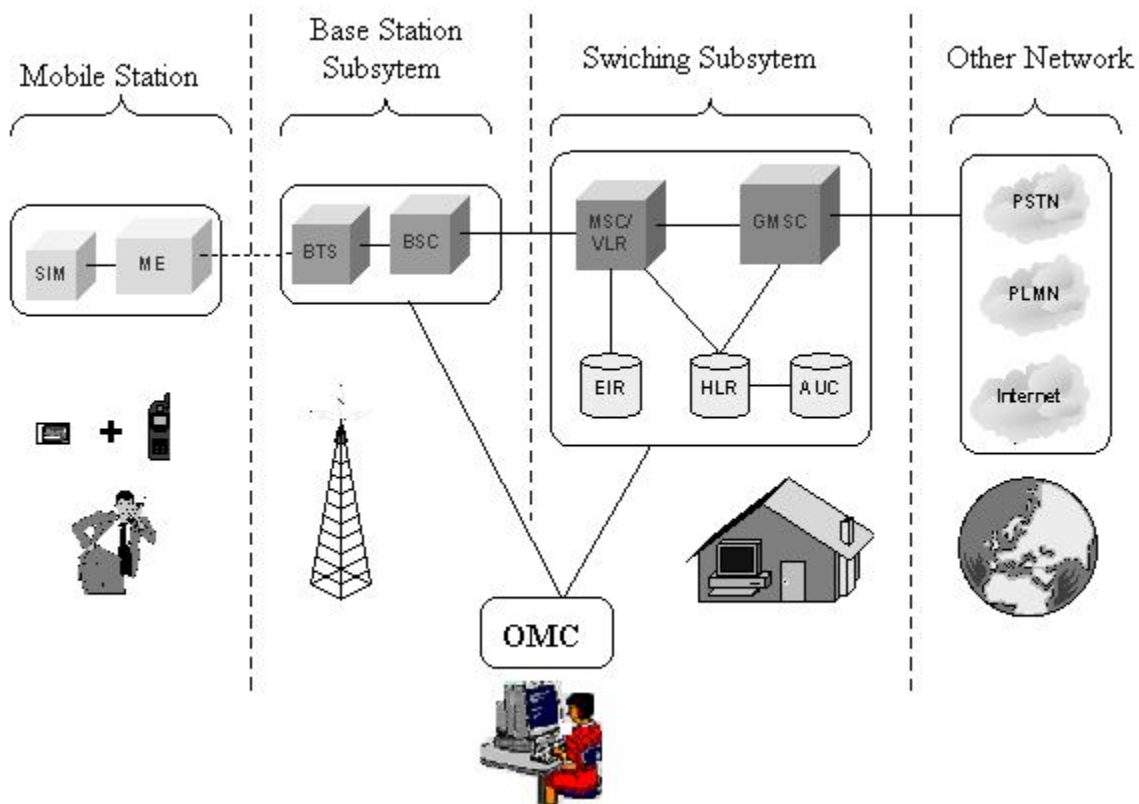 Mobile Station
Base Station
Subsytem
Swiching Subsytem
Other Network
SIM
ME
BTS
BSC
MSC/
VLR
GMSC
EIR
HLR
AUC
PSTN
PLMN
Internet
+
OMC